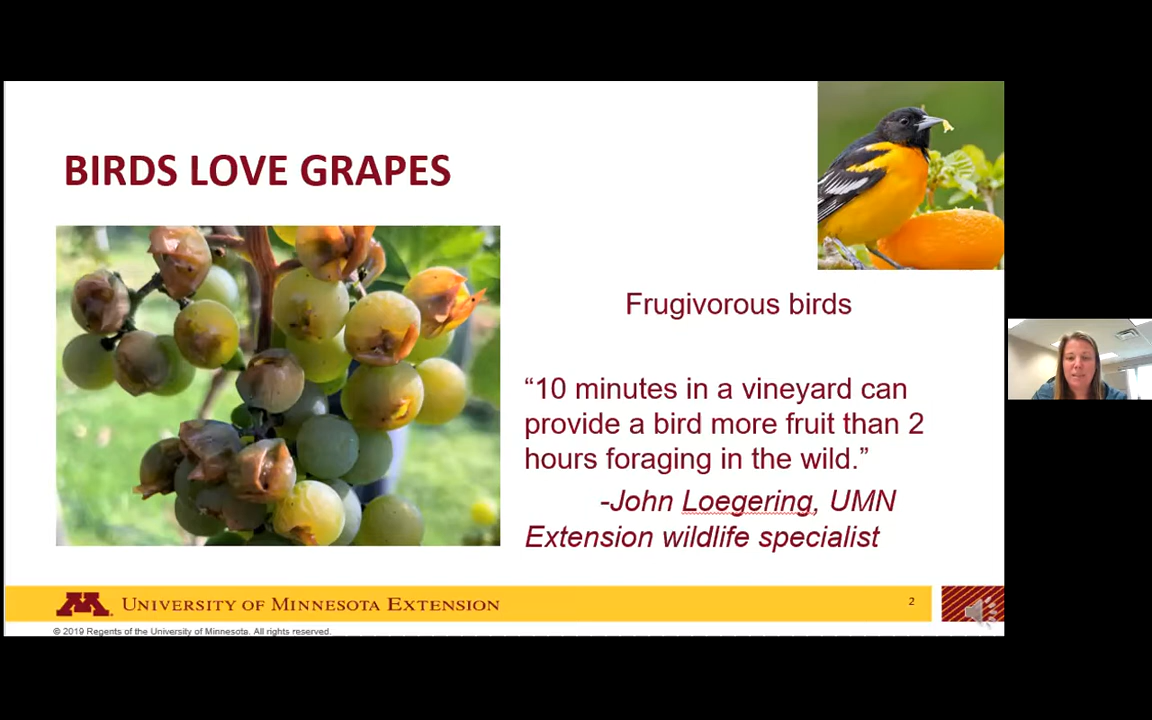 BIRDS LOVE GRAPES
Frugivorous birds
“10 minutes in a vineyard can
provide a bird more fruit than 2
hours foraging in the wild.”
-John Loegering, UMN
Extension wildlife specialist
M UNIVERSITY OF MINNESOTA EXTENSION
2
© 2019 Regents of the University of Minnesota. All rights reserved.